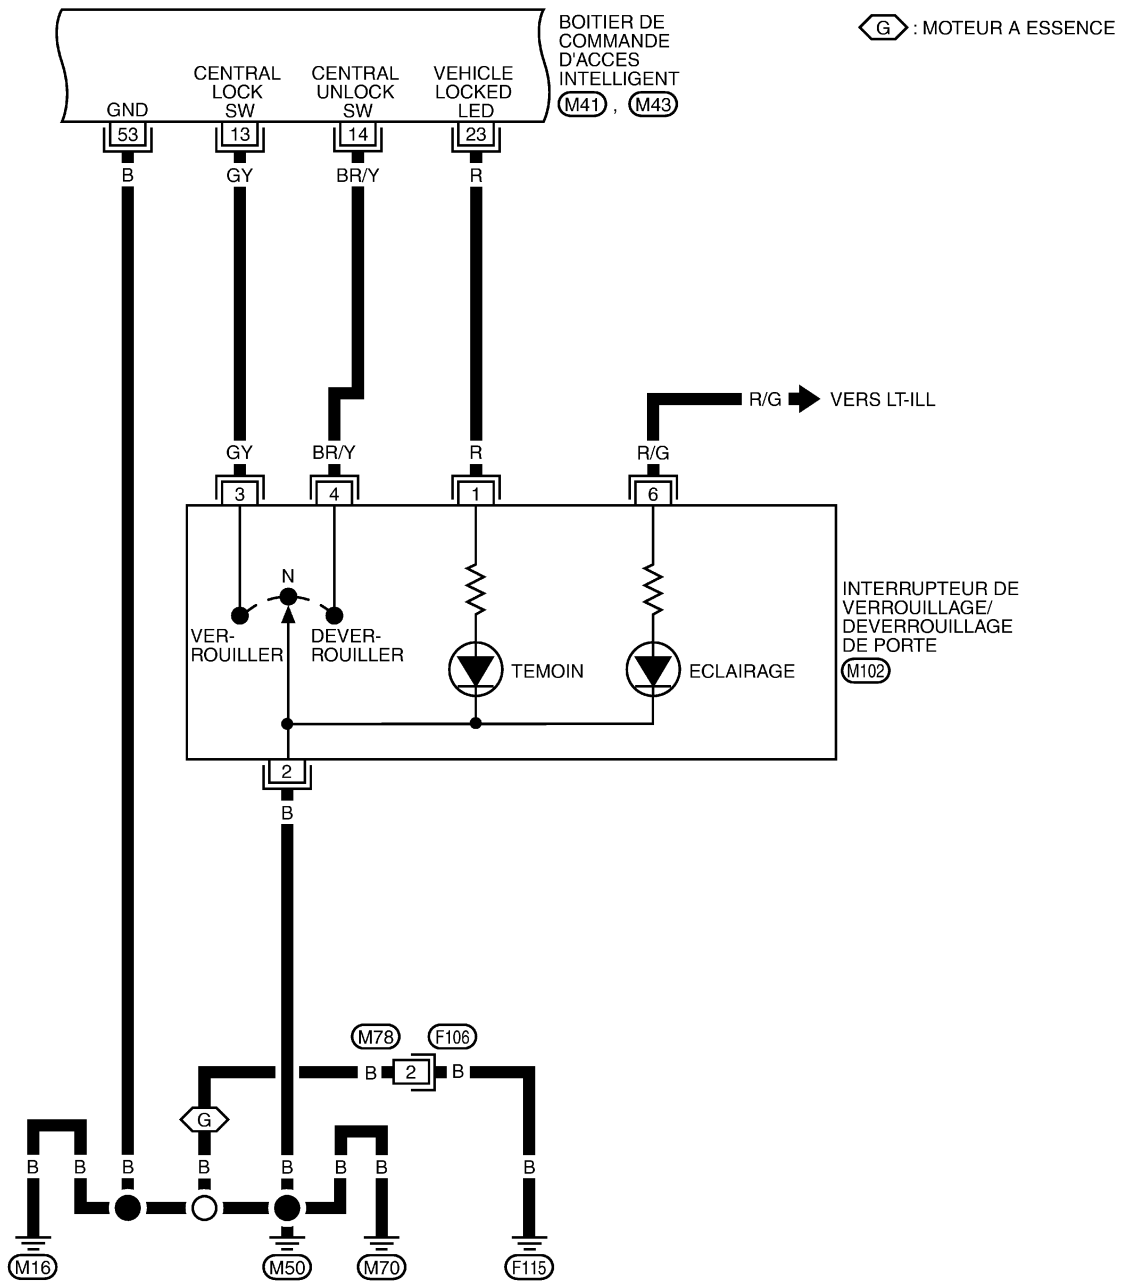 BOITIER DE
COMMANDE
D'ACCES
INTELLIGENT
M41 , M43
G : MOTEUR A ESSENCE
GND
CENTRAL
LOCK
SW
CENTRAL
UNLOCK
SW
VEHICLE
LOCKED
LED
53 13 14 23
B GY BR/Y R
R/G VERS LT-ILL
GY BR/Y R R/G
3 4 1 6
N
VER-
ROUILLER
DEVER-
ROUILLER
TEMOIN
ECLAIRAGE
INTERRUPTEUR DE
VERROUILLAGE/
DEVERROUILLAGE
DE PORTE
M102
2
B
M78 F106
B 2 B
G
B B B B B B B B
M16 M50 M70 F115